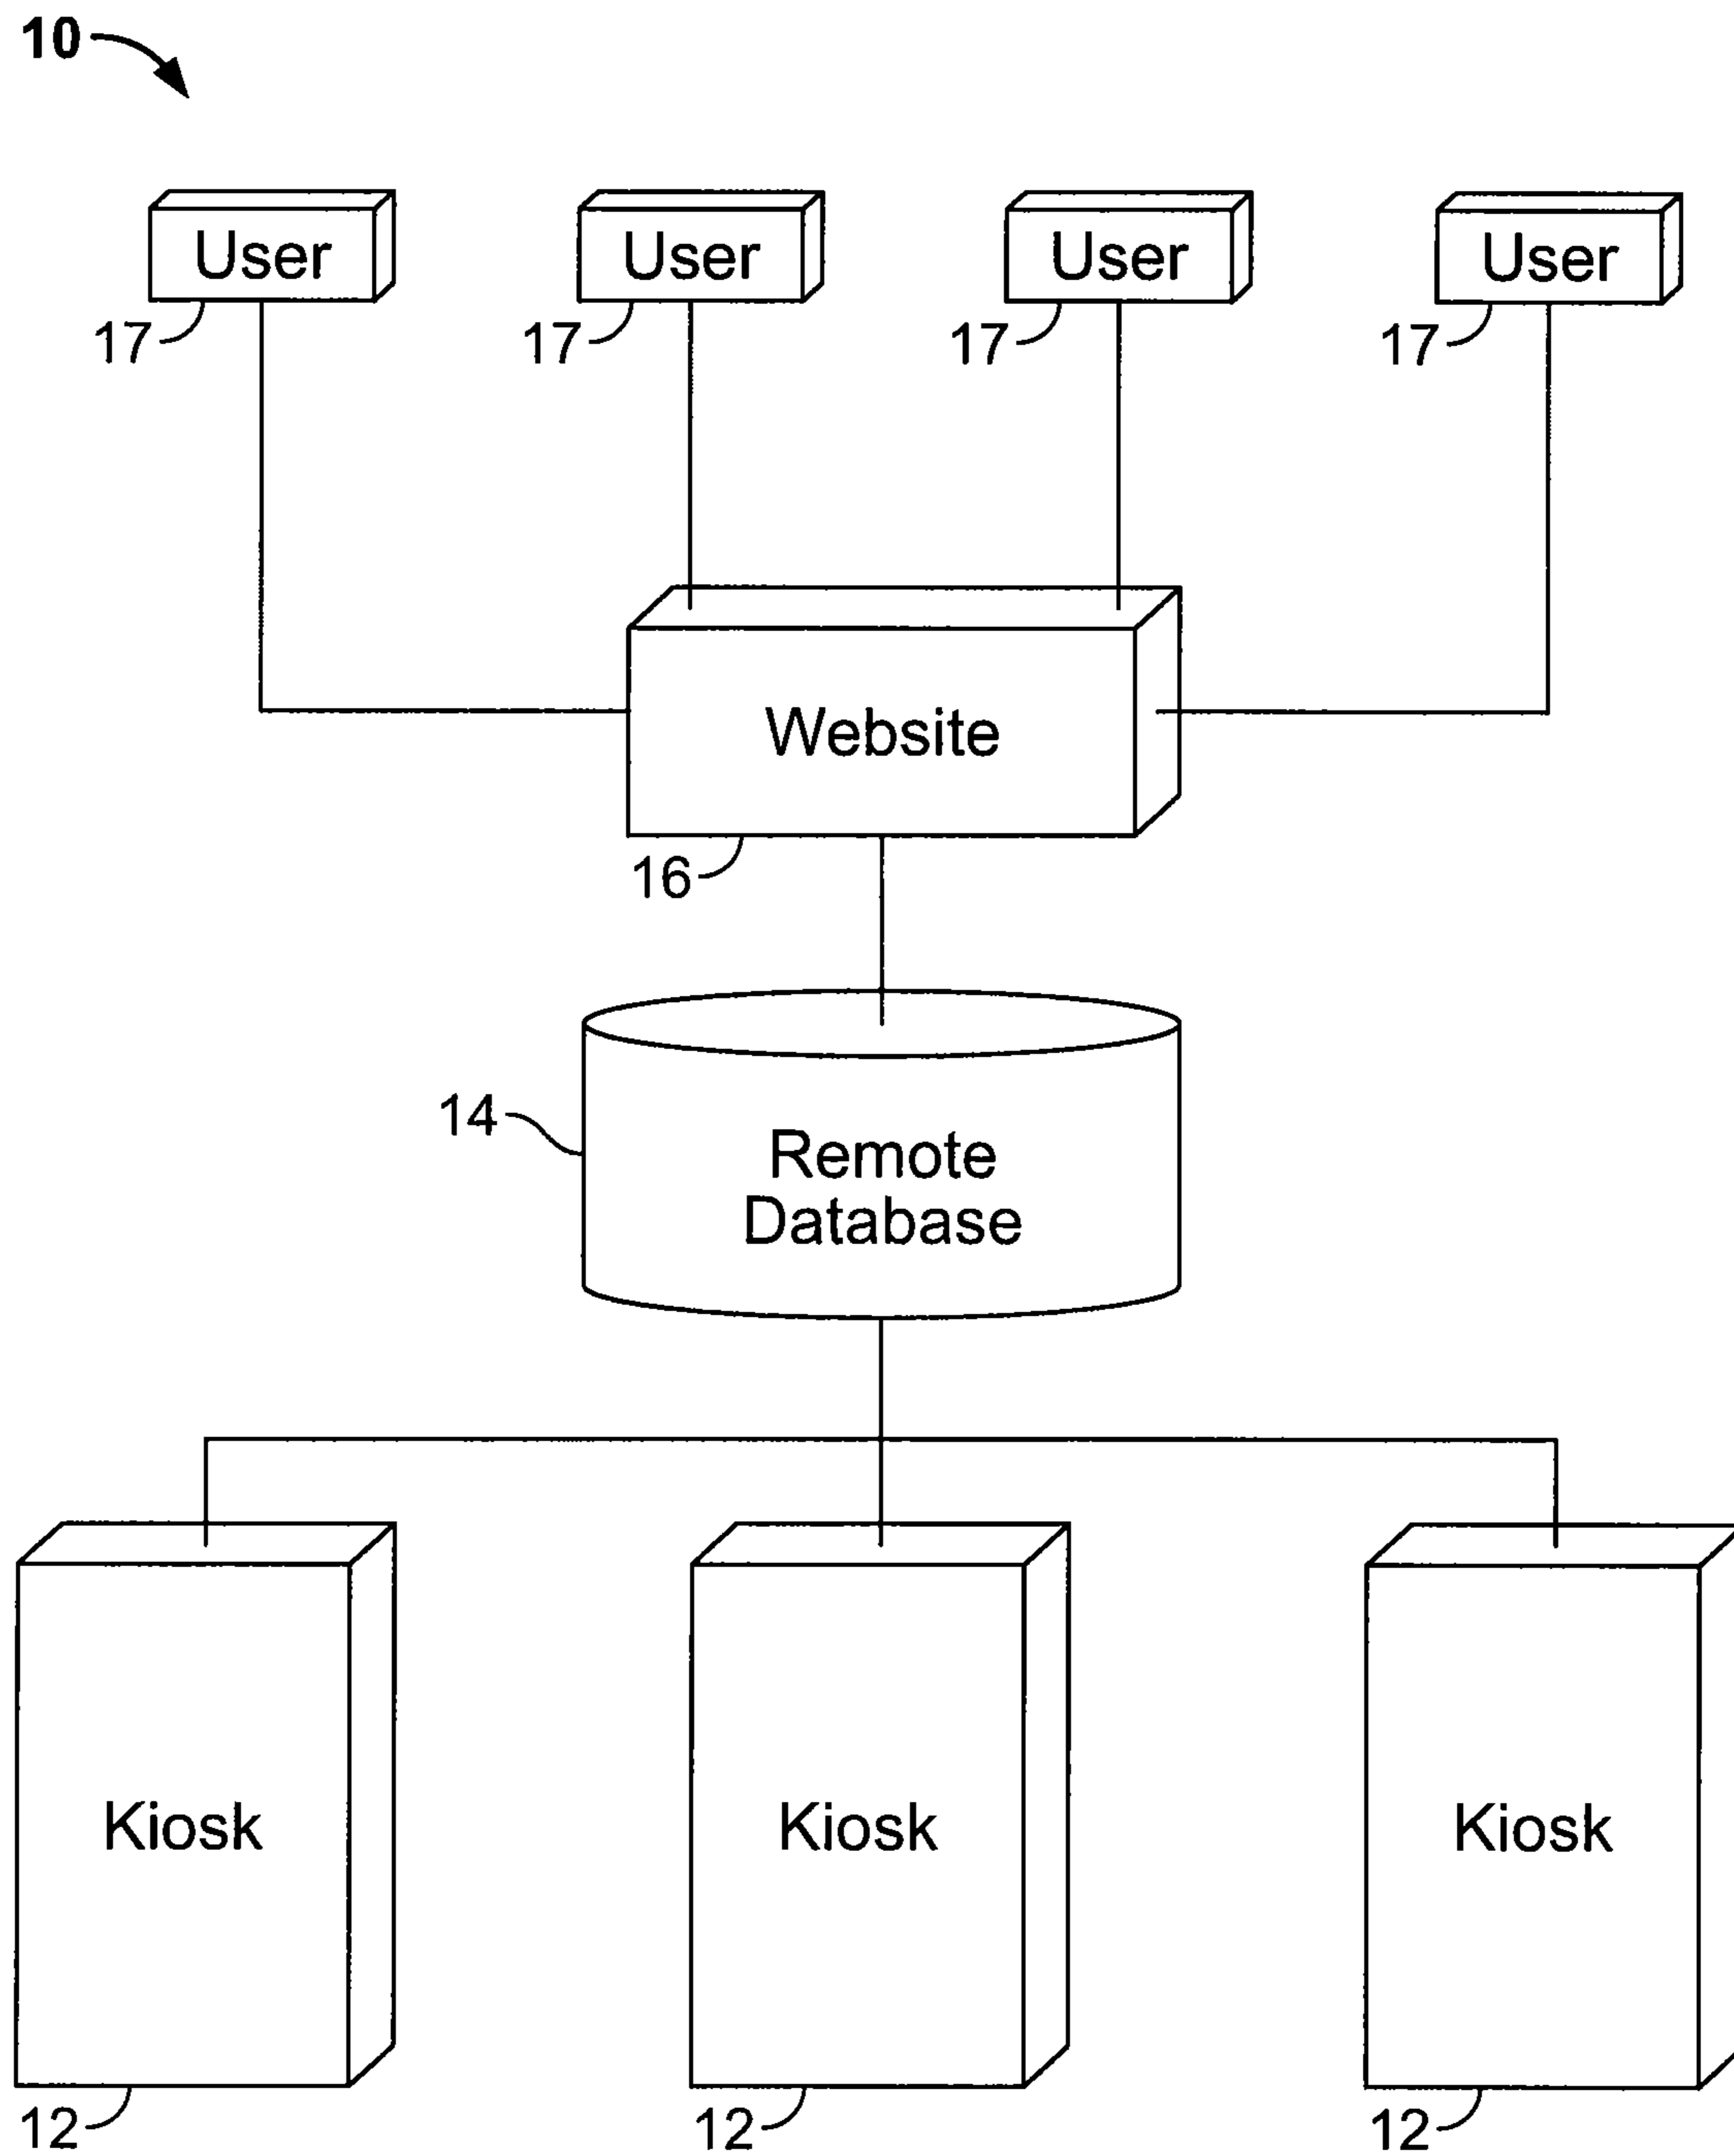 10
User
User
User
User
17
17
17
17
Website
16
14
Remote
Database
Kiosk
Kiosk
Kiosk
12
12
12